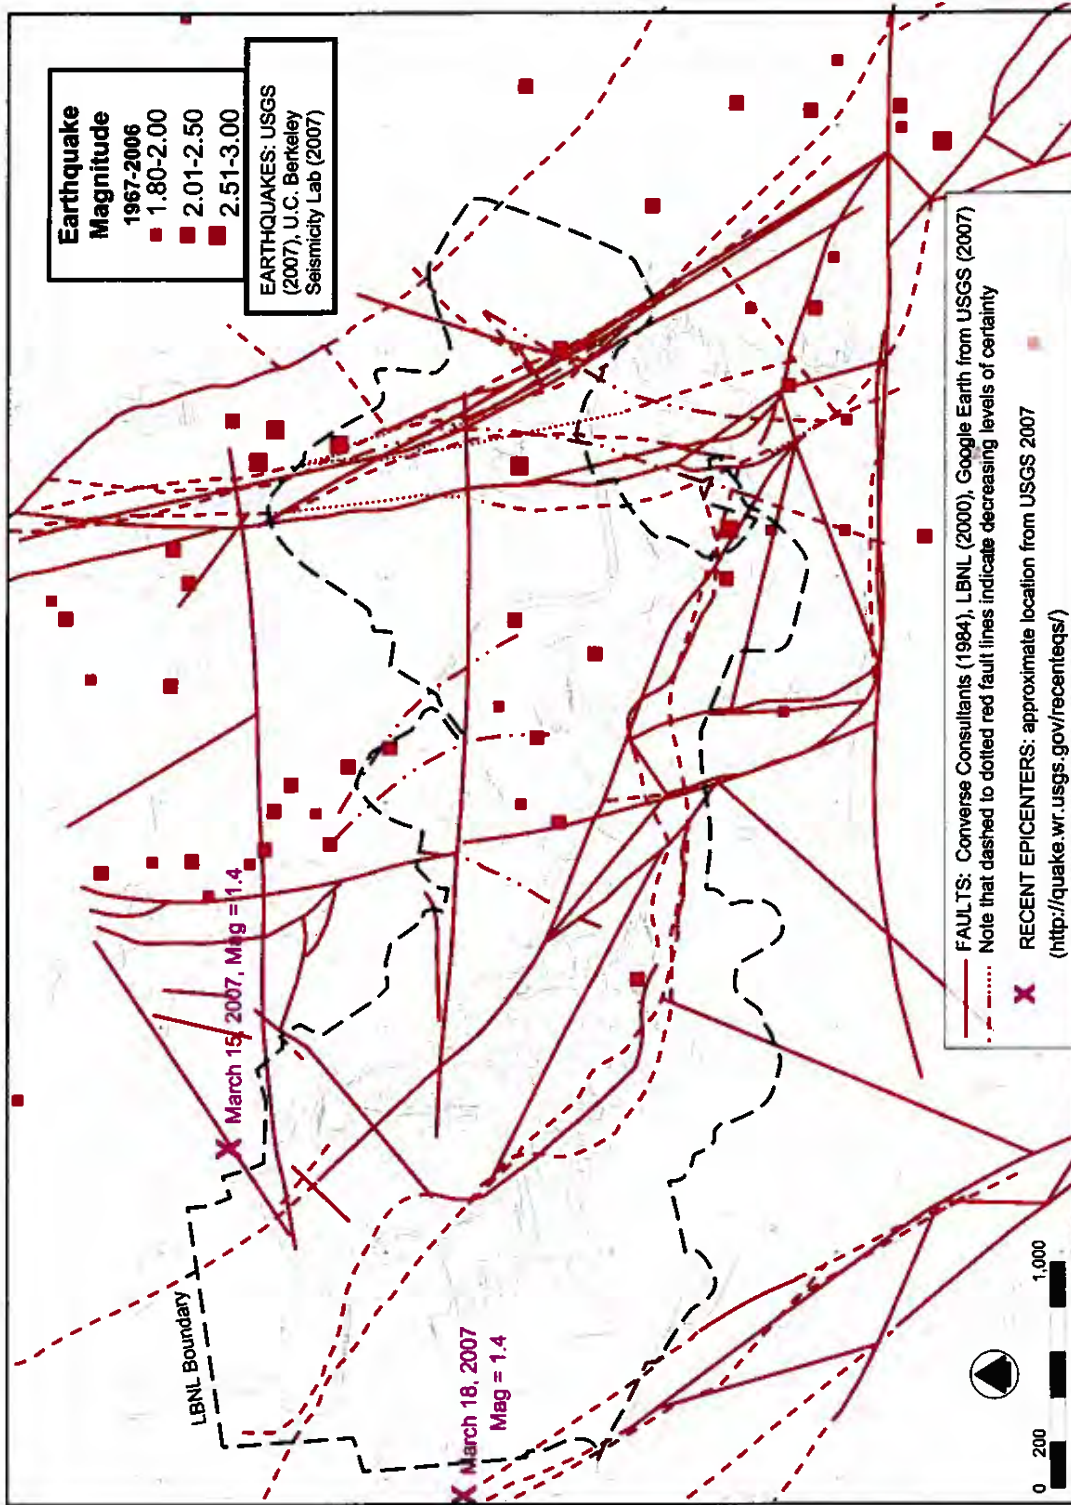 Earthquake
Magnitude
1967-2006
1.80-2.00
2.01-2.50
2.51-3.00
EARTHQUAKES: USGS
(2007), U.C. Berkeley
Seismicity Lab (2007)
March 15, 2007, Mag = 1.4
LBNL Boundary
March 18, 2007
Mag = 1.4
FAULTS: Converse Consultants (1984), LBNL (2000), Google Earth from USGS (2007)
Note that dashed to dotted red fault lines indicate decreasing levels of certainty
X RECENT EPICENTERS: approximate location from USGS 2007
(http://quake.wr.usgs.gov/recenteqs/)
0 200 1,000